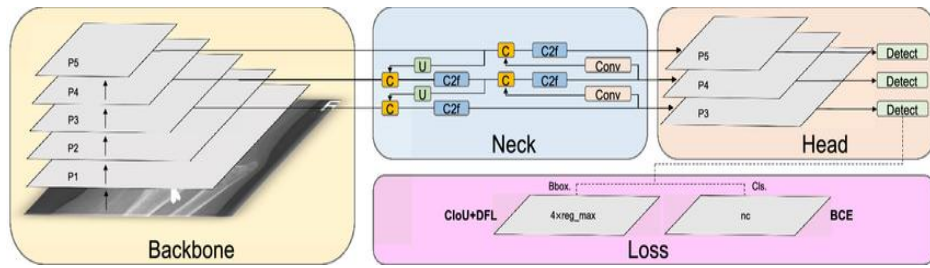 P5
P4
P3
P2
P1
Backbone
C
C2f
U
Conv
C
C2f
C
C2f
U
Conv
C
C2f
Neck
P5
P4
P3
Detect
Detect
Detect
Head
Bbox.
Cls.
CIoU+DFL
4×reg_max
nc
BCE
Loss